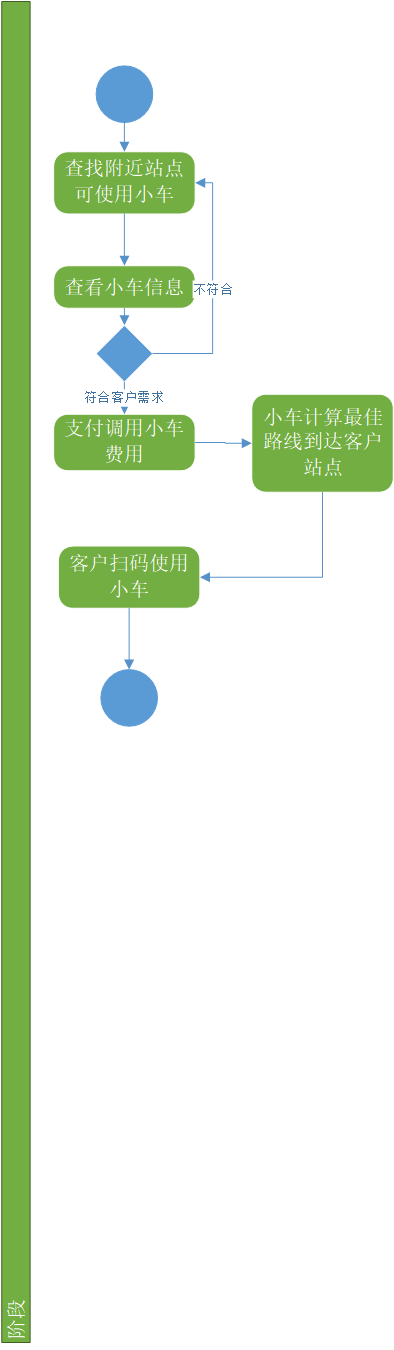 查找附近站点
可使用小车
查看小车信息
不符合
符合客户需求
支付调用小车
费用
小车计算最佳
路线到达客户
站点
客户扫码使用
小车
阶段